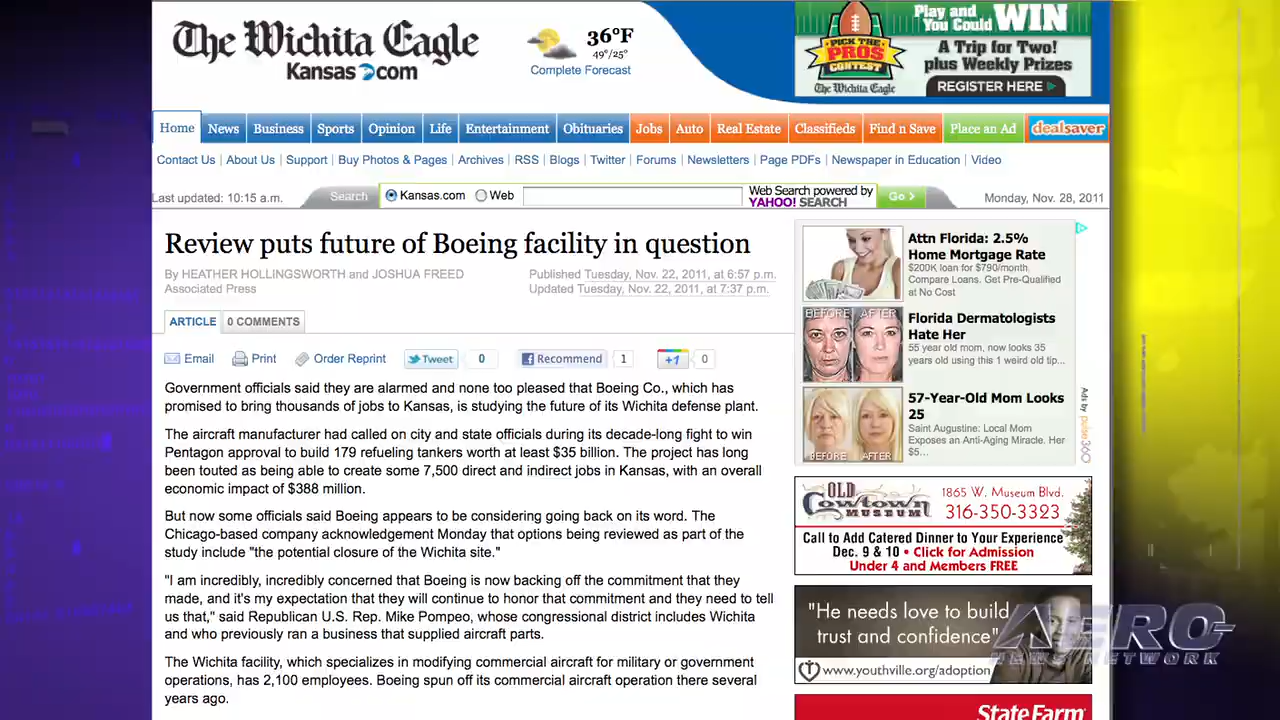 The Wichita Eagle
Kansas.com
36°F
49°/25°
Complete Forecast
Play and
You Could WIN
A Trip for Two!
plus Weekly Prizes
PICK THE
PROS
CONTEST
The Wichita Eagle
REGISTER HERE
Home News Business Sports Opinion Life Entertainment Obituaries Jobs Auto Real Estate Classifieds Find n Save Place an Ad dealsaver
Contact Us | About Us | Support | Buy Photos & Pages | Archives | RSS | Blogs | Twitter | Forums | Newsletters | Page PDFs | Newspaper in Education | Video
Last updated: 10:15 a.m.
Search
Kansas.com Web
Web Search powered by
YAHOO! SEARCH
Go >
Monday, Nov. 28, 2011
Review puts future of Boeing facility in question
By HEATHER HOLLINGSWORTH and JOSHUA FREED
Associated Press
Published Tuesday, Nov. 22, 2011, at 6:57 p.m.
Updated Tuesday, Nov. 22, 2011, at 7:37 p.m.
ARTICLE 0 COMMENTS
Email Print Order Reprint Tweet 0 Recommend 1 +1 0
Government officials said they are alarmed and none too pleased that Boeing Co., which has
promised to bring thousands of jobs to Kansas, is studying the future of its Wichita defense plant.
The aircraft manufacturer had called on city and state officials during its decade-long fight to win
Pentagon approval to build 179 refueling tankers worth at least $35 billion. The project has long
been touted as being able to create some 7,500 direct and indirect jobs in Kansas, with an overall
economic impact of $388 million.
But now some officials said Boeing appears to be considering going back on its word. The
Chicago-based company acknowledgement Monday that options being reviewed as part of the
study include "the potential closure of the Wichita site."
"I am incredibly, incredibly concerned that Boeing is now backing off the commitment that they
made, and it's my expectation that they will continue to honor that commitment and they need to tell
us that," said Republican U.S. Rep. Mike Pompeo, whose congressional district includes Wichita
and who previously ran a business that supplied aircraft parts.
The Wichita facility, which specializes in modifying commercial aircraft for military or government
operations, has 2,100 employees. Boeing spun off its commercial aircraft operation there several
years ago.
Attn Florida: 2.5%
Home Mortgage Rate
$200K loan for $790/month.
Compare Loans. Get Pre-Qualified
at No Cost
BEFORE AFTER
Florida Dermatologists
Hate Her
55 year old mom, now looks 35
years old using this 1 weird old tip...
BEFORE AFTER
57-Year-Old Mom Looks
25
Saint Augustine: Local Mom
Exposes an Anti-Aging Miracle. Her
$5...
Ads by pulse360
OLD
Cowtown
MUSEUM
1865 W. Museum Blvd.
316-350-3323
Call to Add Catered Dinner to Your Experience
Dec. 9 & 10 • Click for Admission
Under 4 and Members FREE
"He needs love to build
trust and confidence"
www.youthville.org/adoption
AERO-
NEWS NETWORK
State Farm